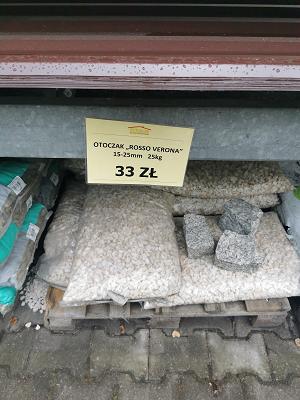 OTOCZAK „ROSSO VERONA"
15-25mm 25kg
33 ZŁ